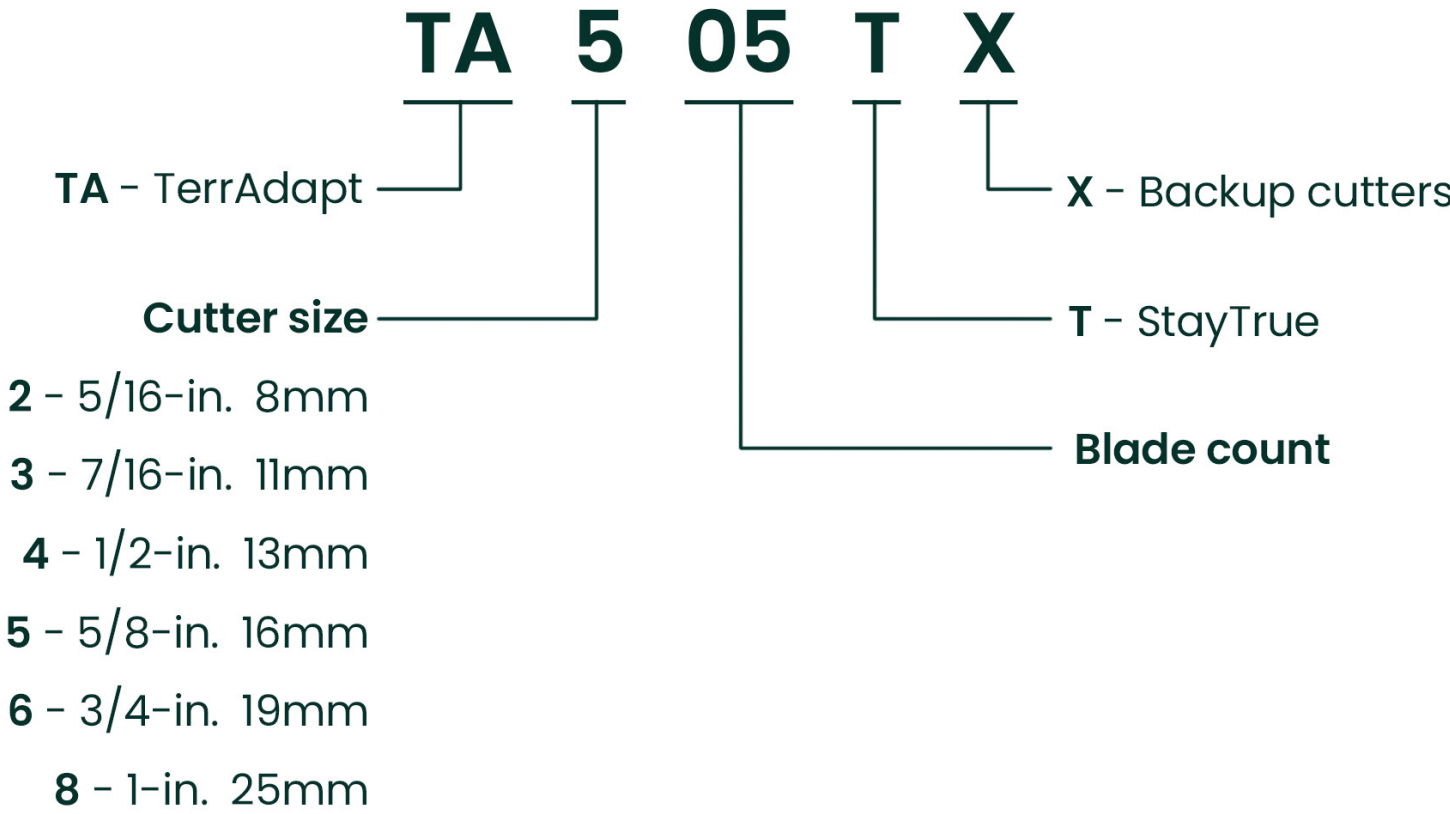 TA 5 05 T X
TA - TerrAdapt
X - Backup cutters
Cutter size
T - StayTrue
2 - 5/16-in. 8mm
3 - 7/16-in. 11mm
Blade count
4 - 1/2-in. 13mm
5 - 5/8-in. 16mm
6 - 3/4-in. 19mm
8 - 1-in. 25mm